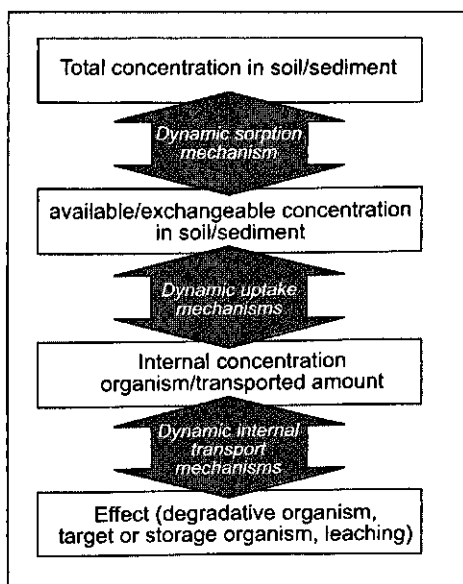 Total concentration in soil/sediment
Dynamic sorption
mechanism
available/exchangeable concentration
in soil/sediment
Dynamic uptake
mechanisms
Internal concentration
organism/transported amount
Dynamic internal
transport
mechanisms
Effect (degradative organism,
target or storage organism, leaching)